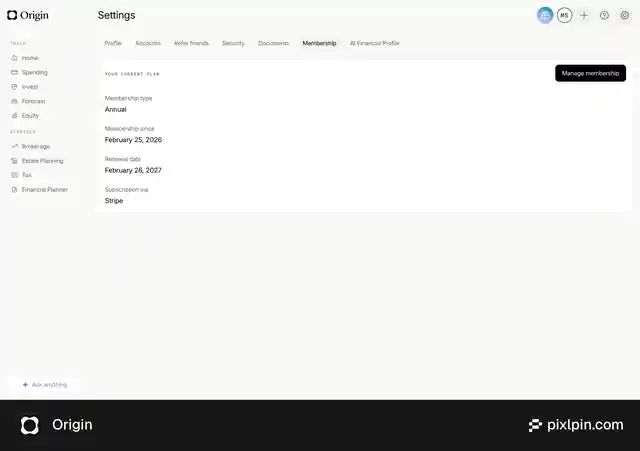 Origin
Settings
MS
Profile
Accounts
Refer friends
Security
Documents
Membership
AI Financial Profile
TOOLS
Home
Spending
Invest
Forecast
Equity
SERVICES
Brokerage
Estate Planning
Tax
Financial Planner
YOUR CURRENT PLAN
Manage membership
Membership type
Annual
Membership since
February 25, 2026
Renewal date
February 26, 2027
Subscription via
Stripe
Ask anything
Origin
pixlpin.com